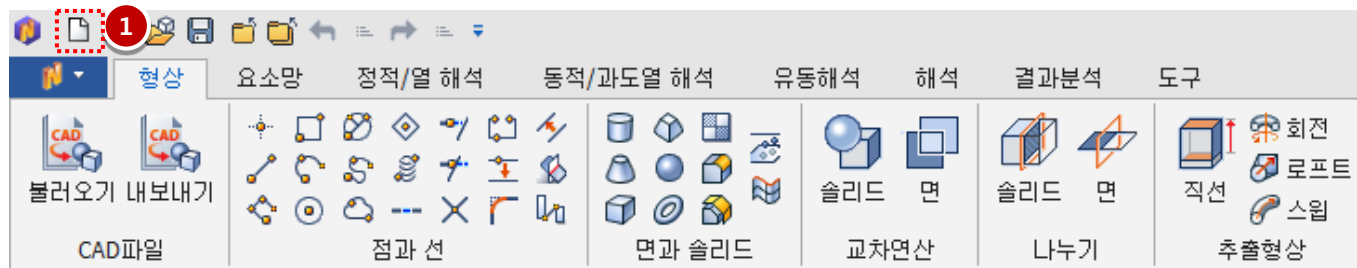 1
형상 요소망 정적/열 해석 동적/과도열 해석 유동해석 해석 결과분석 도구
CAD CAD
불러오기 내보내기 솔리드 면 솔리드 면 직선 회전
로프트
스윕
CAD파일 점과 선 면과 솔리드 교차연산 나누기 추출형상